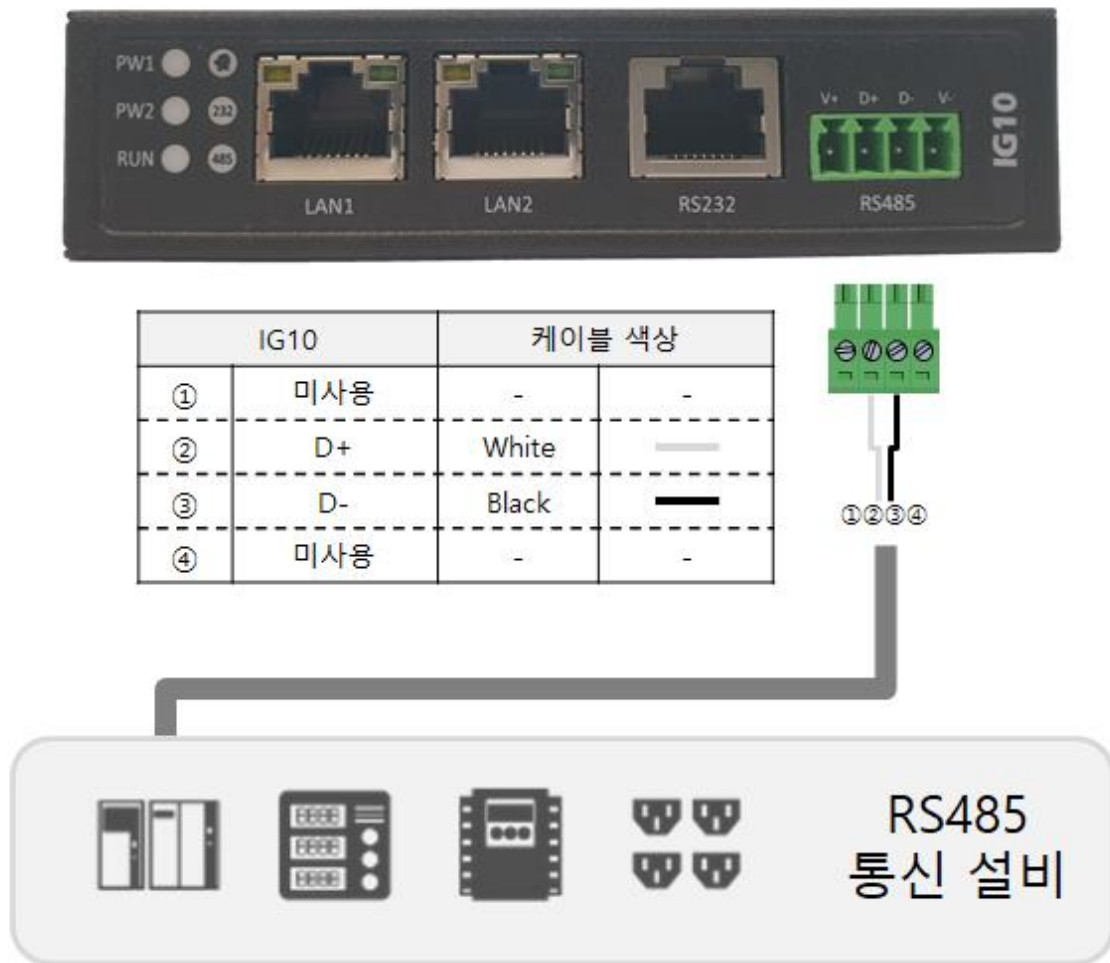 PW1
PW2 232
RUN 485
LAN1 LAN2 RS232 RS485
V+ D+ D- V-
IG10
IG10 케이블 색상
① 미사용 - -
② D+ White
③ D- Black
④ 미사용 - -
①②③④
RS485
통신 설비